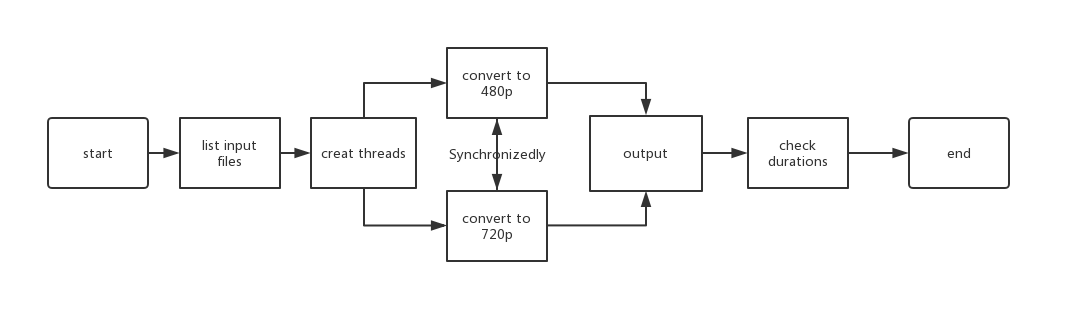 start
list input
files
creat threads
convert to
480p
Synchronizedly
convert to
720p
output
check
durations
end